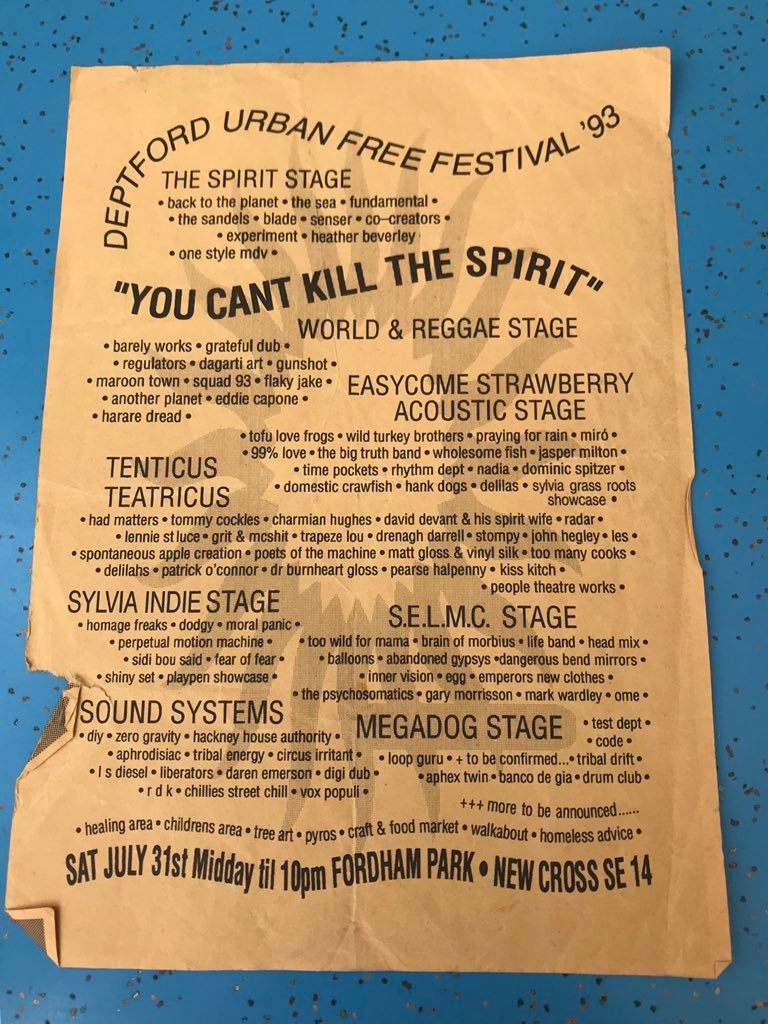 DEPTFORD URBAN FREE FESTIVAL '93
THE SPIRIT STAGE
• back to the planet • the sea • fundamental •
• the sandels • blade • senser • co–creators •
• experiment • heather beverley
• one style mdv •
"YOU CANT KILL THE SPIRIT"
WORLD & REGGAE STAGE
• barely works • grateful dub •
• regulators • dagarti art • gunshot •
• maroon town • squad 93 • flaky jake •
• another planet • eddie capone •
• harare dread •
EASYCOME STRAWBERRY
ACOUSTIC STAGE
• tofu love frogs • wild turkey brothers • praying for rain • miró •
• 99% love • the big truth band • wholesome fish • jasper milton •
• time pockets • rhythm dept • nadia • dominic spitzer •
• domestic crawfish • hank dogs • delilas • sylvia grass roots
showcase •
TENTICUS
TEATRICUS
• had matters • tommy cockles • charmian hughes • david devant & his spirit wife • radar •
• lennie st luce • grit & mcshit • trapeze lou • drenagh darrell • stompy • john hegley • les •
• spontaneous apple creation • poets of the machine • matt gloss & vinyl silk • too many cooks •
• delilahs • patrick o'connor • dr burnheart gloss • pearse halpenny • kiss kitch •
• people theatre works •
SYLVIA INDIE STAGE
• homage freaks • dodgy • moral panic •
• perpetual motion machine •
• sidi bou said • fear of fear •
• shiny set • playpen showcase •
S.E.L.M.C. STAGE
• too wild for mama • brain of morbius • life band • head mix •
• balloons • abandoned gypsys •dangerous bend mirrors •
• inner vision • egg • emperors new clothes •
• the psychosomatics • gary morrisson • mark wardley • ome •
SOUND SYSTEMS
• diy • zero gravity • hackney house authority •
• aphrodisiac • tribal energy • circus irritant •
• l s diesel • liberators • daren emerson • digi dub •
• r d k • chillies street chill • vox populi •
MEGADOG STAGE
• test dept •
• code •
• loop guru • + to be confirmed...• tribal drift •
• aphex twin • banco de gia • drum club •
+++ more to be announced......
• healing area • childrens area • tree art • pyros • craft & food market • walkabout • homeless advice •
SAT JULY 31st Midday til 10pm FORDHAM PARK • NEW CROSS SE 14